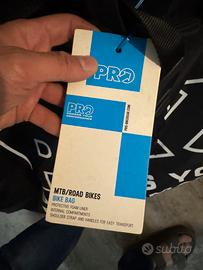 PRO
PRO
MTB/ROAD BIKES
BIKE BAG
PROTECTIVE FOAM LINER
INTERNAL COMPARTMENTS
SHOULDER STRAP AND HANDLES FOR EASY TRANSPORT
subito